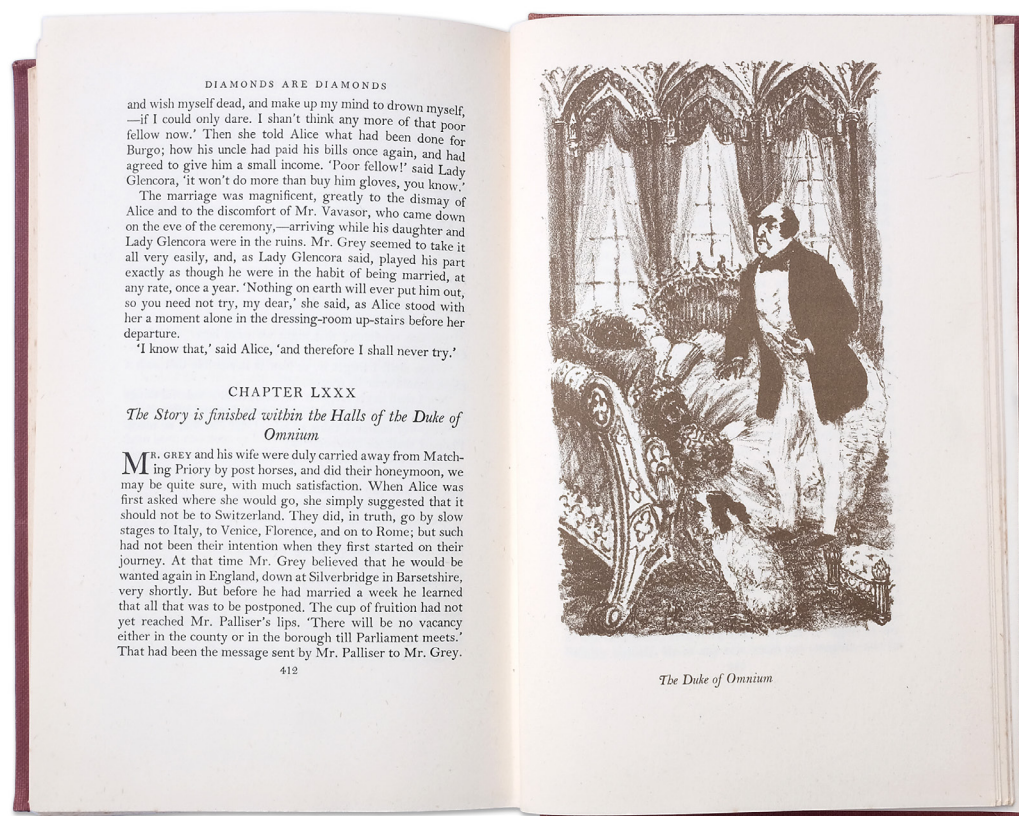 DIAMONDS ARE DIAMONDS
and wish myself dead, and make up my mind to drown myself,
—if I could only dare. I shan't think any more of that poor
fellow now.' Then she told Alice what had been done for
Burgo; how his uncle had paid his bills once again, and had
agreed to give him a small income. 'Poor fellow!' said Lady
Glencora, 'it won't do more than buy him gloves, you know.'
The marriage was magnificent, greatly to the dismay of
Alice and to the discomfort of Mr. Vavasor, who came down
on the eve of the ceremony,—arriving while his daughter and
Lady Glencora were in the ruins. Mr. Grey seemed to take it
all very easily, and, as Lady Glencora said, played his part
exactly as though he were in the habit of being married, at
any rate, once a year. 'Nothing on earth will ever put him out,
so you need not try, my dear,' she said, as Alice stood with
her a moment alone in the dressing-room up-stairs before her
departure.
'I know that,' said Alice, 'and therefore I shall never try.'
CHAPTER LXXX
The Story is finished within the Halls of the Duke of
Omnium
MR. GREY and his wife were duly carried away from Match-
ing Priory by post horses, and did their honeymoon, we
may be quite sure, with much satisfaction. When Alice was
first asked where she would go, she simply suggested that it
should not be to Switzerland. They did, in truth, go by slow
stages to Italy, to Venice, Florence, and on to Rome; but such
had not been their intention when they first started on their
journey. At that time Mr. Grey believed that he would be
wanted again in England, down at Silverbridge in Barsetshire,
very shortly. But before he had married a week he learned
that all that was to be postponed. The cup of fruition had not
yet reached Mr. Palliser's lips. 'There will be no vacancy
either in the county or in the borough till Parliament meets.'
That had been the message sent by Mr. Palliser to Mr. Grey.
412
The Duke of Omnium